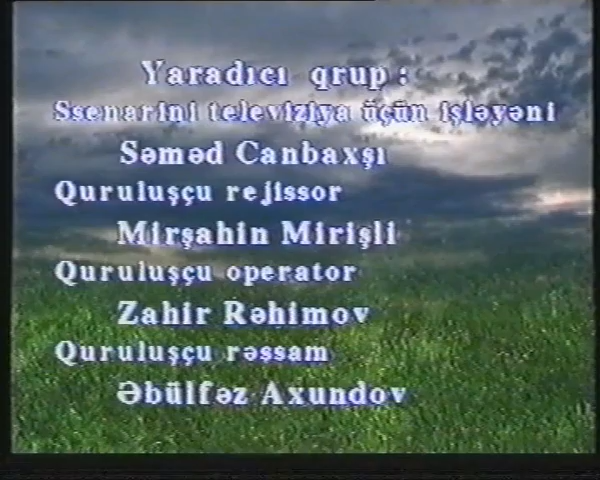 Yaradıcı qrup :
Ssenarini televiziya üçün işləyəni
Səməd Canbaxşı
Quruluşçu rejissor
Mirşahin Mirişli
Quruluşçu operator
Zahir Rəhimov
Quruluşçu rəssam
Əbülfəz Axundov